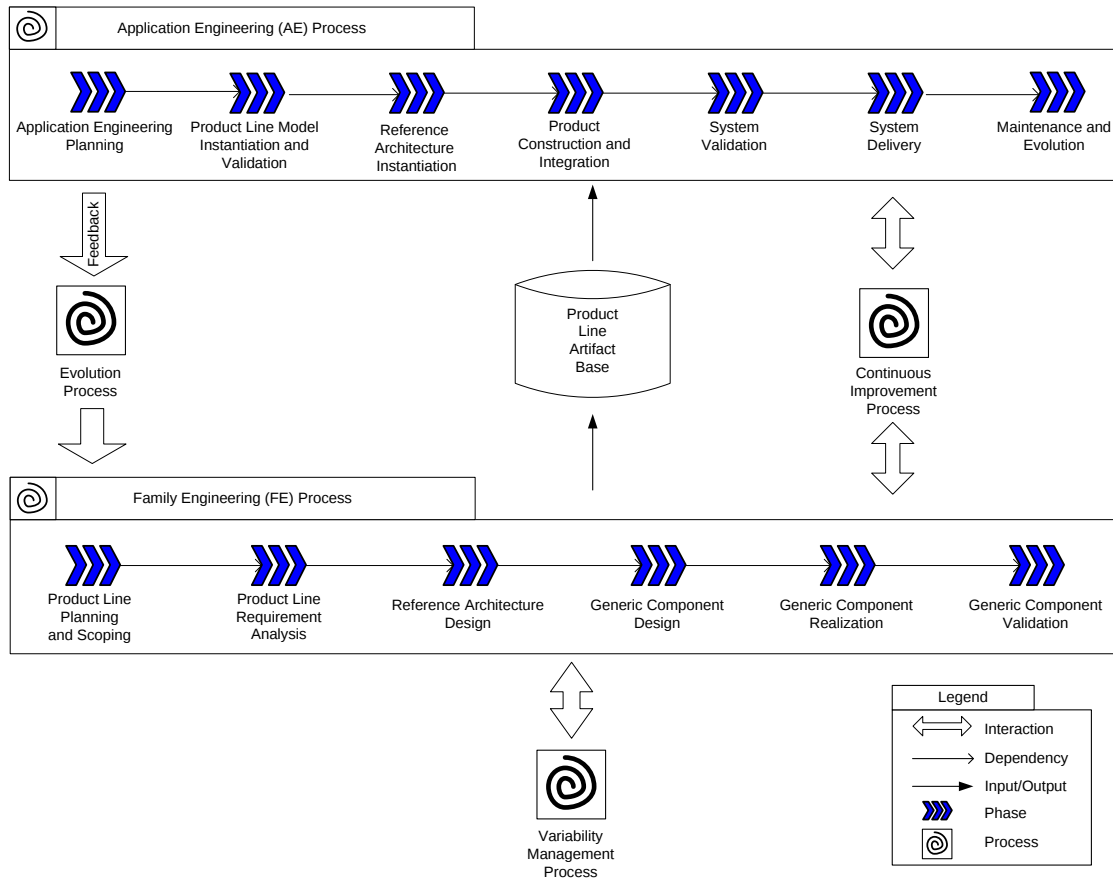 Application Engineering (AE) Process
Application Engineering
Planning
Product Line Model
Instantiation and
Validation
Reference
Architecture
Instantiation
Product
Construction and
Integration
System
Validation
System
Delivery
Maintenance and
Evolution
Feedback
Evolution
Process
Product
Line
Artifact
Base
Continuous
Improvement
Process
Family Engineering (FE) Process
Product Line
Planning
and Scoping
Product Line
Requirement
Analysis
Reference Architecture
Design
Generic Component
Design
Generic Component
Realization
Generic Component
Validation
Variability
Management
Process
Legend
Interaction
Dependency
Input/Output
Phase
Process